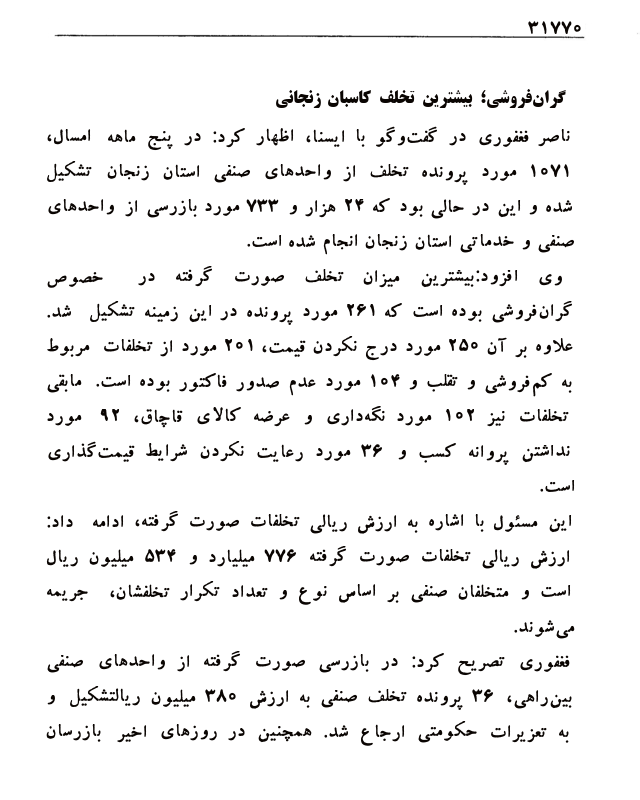 ۳۱۷۷۰
گران‌فروشی؛ بیشترین تخلف کاسبان زنجانی
ناصر فغفوری در گفت‌وگو با ایسنا، اظهار کرد: در پنج ماهه امسال،
۱۰۷۱ مورد پرونده تخلف از واحدهای صنفی استان زنجان تشکیل
شده و این در حالی بود که ۲۴ هزار و ۷۳۳ مورد بازرسی از واحدهای
صنفی و خدماتی استان زنجان انجام شده است.
وی افزود:بیشترین میزان تخلف صورت گرفته در خصوص
گران‌فروشی بوده است که ۲۶۱ مورد پرونده در این زمینه تشکیل شد.
علاوه بر آن ۲۵۰ مورد درج نکردن قیمت، ۲۰۱ مورد از تخلفات مربوط
به کم‌فروشی و تقلب و ۱۰۴ مورد عدم صدور فاکتور بوده است. مابقی
تخلفات نیز ۱۰۲ مورد نگه‌داری و عرضه کالای قاچاق، ۹۲ مورد
نداشتن پروانه کسب و ۳۶ مورد رعایت نکردن شرایط قیمت‌گذاری
است.
این مسئول با اشاره به ارزش ریالی تخلفات صورت گرفته، ادامه داد:
ارزش ریالی تخلفات صورت گرفته ۷۷۶ میلیارد و ۵۳۴ میلیون ریال
است و متخلفان صنفی بر اساس نوع و تعداد تکرار تخلفشان، جریمه
می‌شوند.
فغفوری تصریح کرد: در بازرسی صورت گرفته از واحدهای صنفی
بین‌راهی، ۳۶ پرونده تخلف صنفی به ارزش ۳۸۰ میلیون ریالتشکیل و
به تعزیرات حکومتی ارجاع شد. همچنین در روزهای اخیر بازرسان